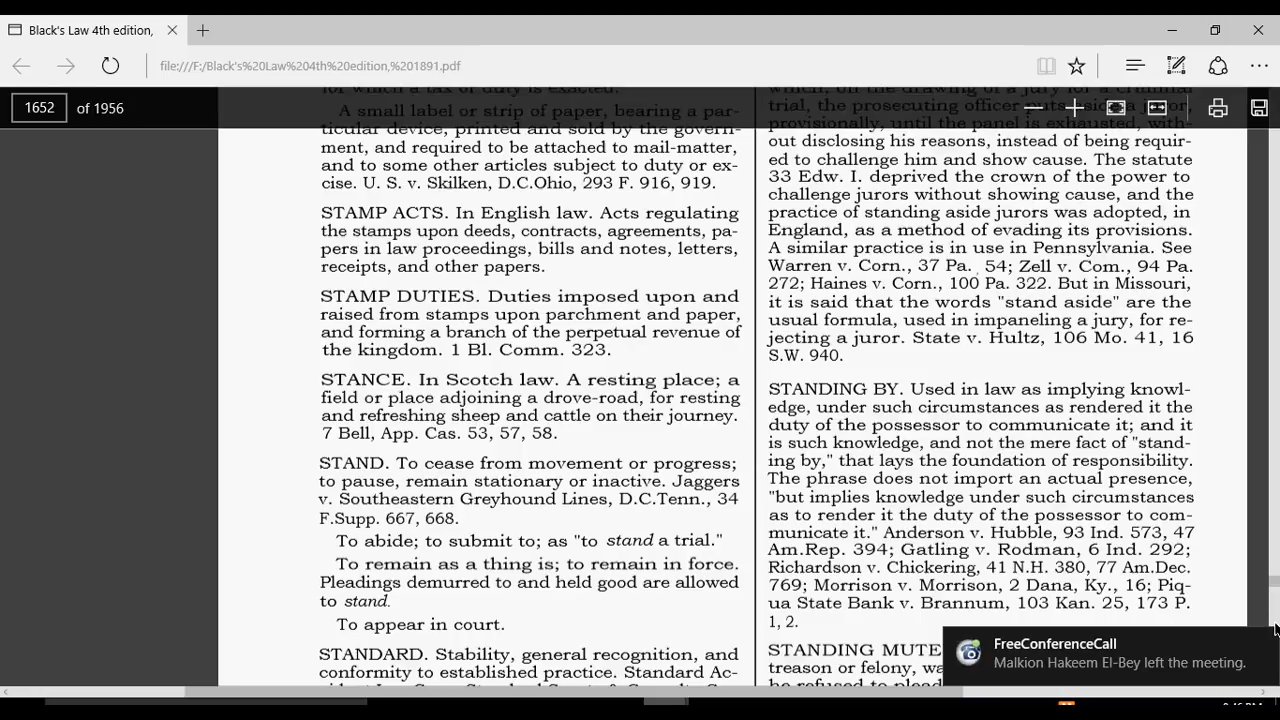 Black's Law 4th edition,
file:///F:/Black's%20Law%204th%20edition,%201891.pdf
1652 of 1956
for which a tax or duty is exacted.
A small label or strip of paper, bearing a par-
ticular device, printed and sold by the govern-
ment, and required to be attached to mail-matter,
and to some other articles subject to duty or ex-
cise. U. S. v. Skilken, D.C.Ohio, 293 F. 916, 919.
STAMP ACTS. In English law. Acts regulating
the stamps upon deeds, contracts, agreements, pa-
pers in law proceedings, bills and notes, letters,
receipts, and other papers.
STAMP DUTIES. Duties imposed upon and
raised from stamps upon parchment and paper,
and forming a branch of the perpetual revenue of
the kingdom. 1 Bl. Comm. 323.
STANCE. In Scotch law. A resting place; a
field or place adjoining a drove-road, for resting
and refreshing sheep and cattle on their journey.
7 Bell, App. Cas. 53, 57, 58.
STAND. To cease from movement or progress;
to pause, remain stationary or inactive. Jaggers
v. Southeastern Greyhound Lines, D.C.Tenn., 34
F.Supp. 667, 668.
To abide; to submit to; as "to stand a trial."
To remain as a thing is; to remain in force.
Pleadings demurred to and held good are allowed
to stand.
To appear in court.
STANDARD. Stability, general recognition, and
conformity to established practice. Standard Ac-
which, on the drawing of a jury for a criminal
trial, the prosecuting officer puts aside a juror,
provisionally, until the panel is exhausted, with-
out disclosing his reasons, instead of being requir-
ed to challenge him and show cause. The statute
33 Edw. I. deprived the crown of the power to
challenge jurors without showing cause, and the
practice of standing aside jurors was adopted, in
England, as a method of evading its provisions.
A similar practice is in use in Pennsylvania. See
Warren v. Corn., 37 Pa. 54; Zell v. Com., 94 Pa.
272; Haines v. Corn., 100 Pa. 322. But in Missouri,
it is said that the words "stand aside" are the
usual formula, used in impaneling a jury, for re-
jecting a juror. State v. Hultz, 106 Mo. 41, 16
S.W. 940.
STANDING BY. Used in law as implying knowl-
edge, under such circumstances as rendered it the
duty of the possessor to communicate it; and it
is such knowledge, and not the mere fact of "stand-
ing by," that lays the foundation of responsibility.
The phrase does not import an actual presence,
"but implies knowledge under such circumstances
as to render it the duty of the possessor to com-
municate it." Anderson v. Hubble, 93 Ind. 573, 47
Am.Rep. 394; Gatling v. Rodman, 6 Ind. 292;
Richardson v. Chickering, 41 N.H. 380, 77 Am.Dec.
769; Morrison v. Morrison, 2 Dana, Ky., 16; Piq-
ua State Bank v. Brannum, 103 Kan. 25, 173 P.
1, 2.
STANDING MUTE
treason or felony, wa
he refused to plead
FreeConferenceCall
Malkion Hakeem El-Bey left the meeting.